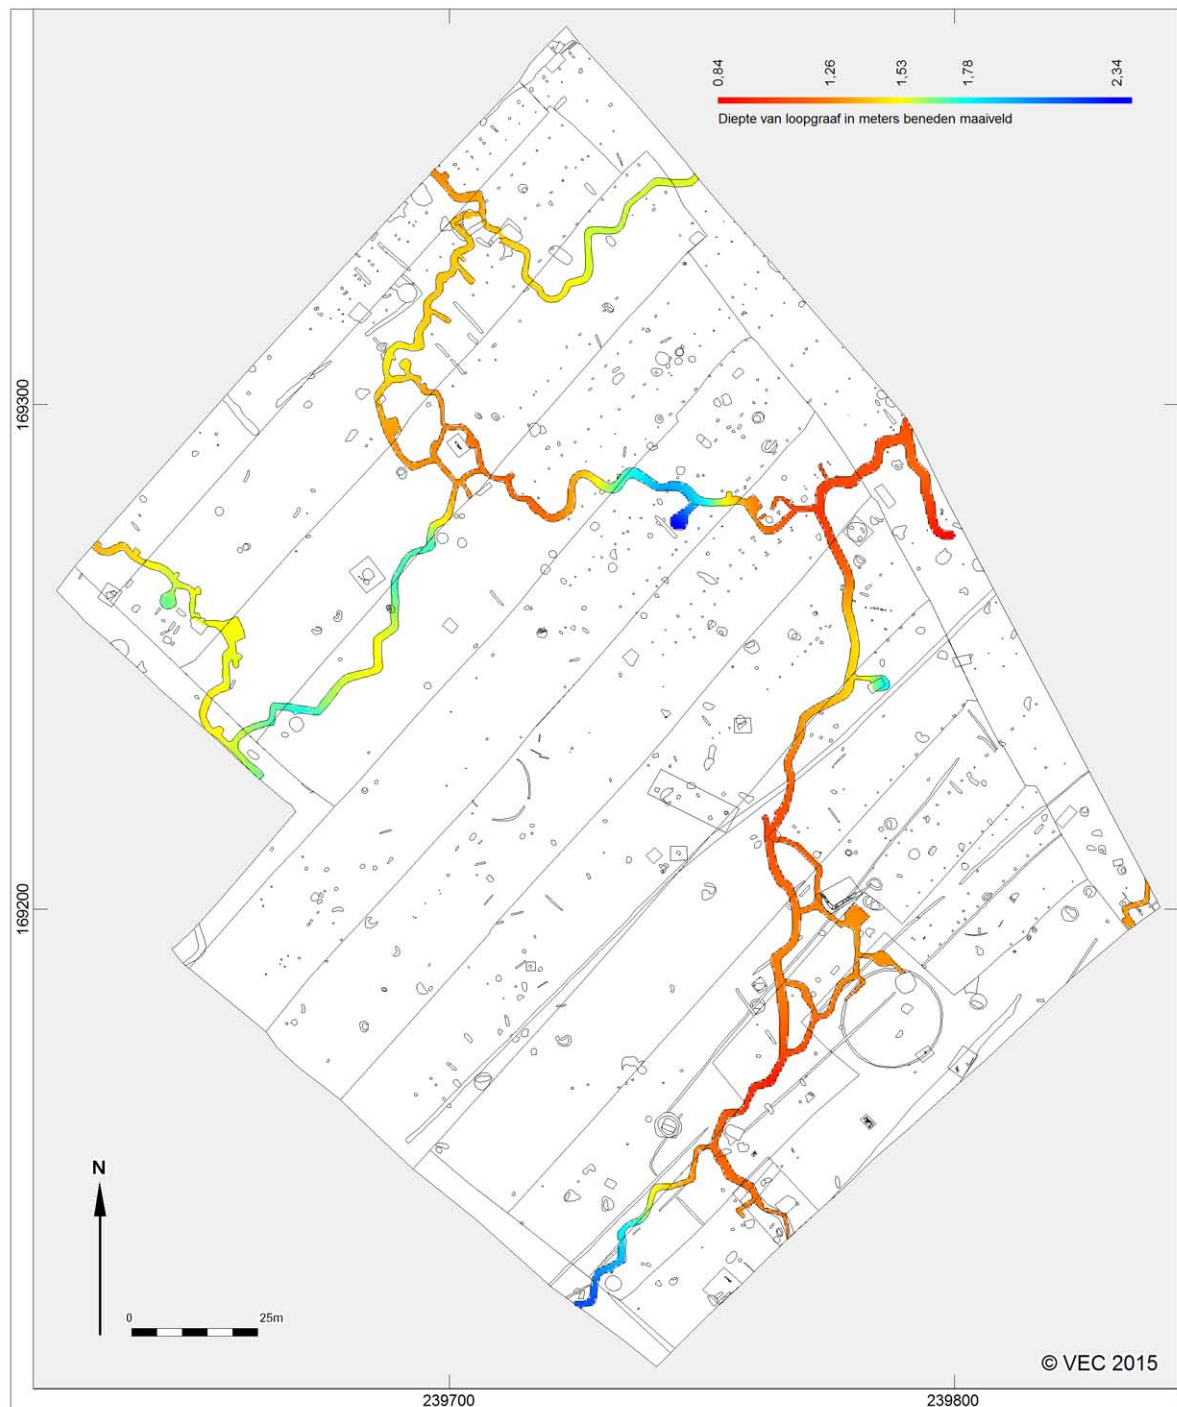 0,84
1,26
1,53
1,78
2,34
Diepte van loopgraaf in meters beneden maaiveld
169300
169200
N
0
25m
© VEC 2015
239700
239800